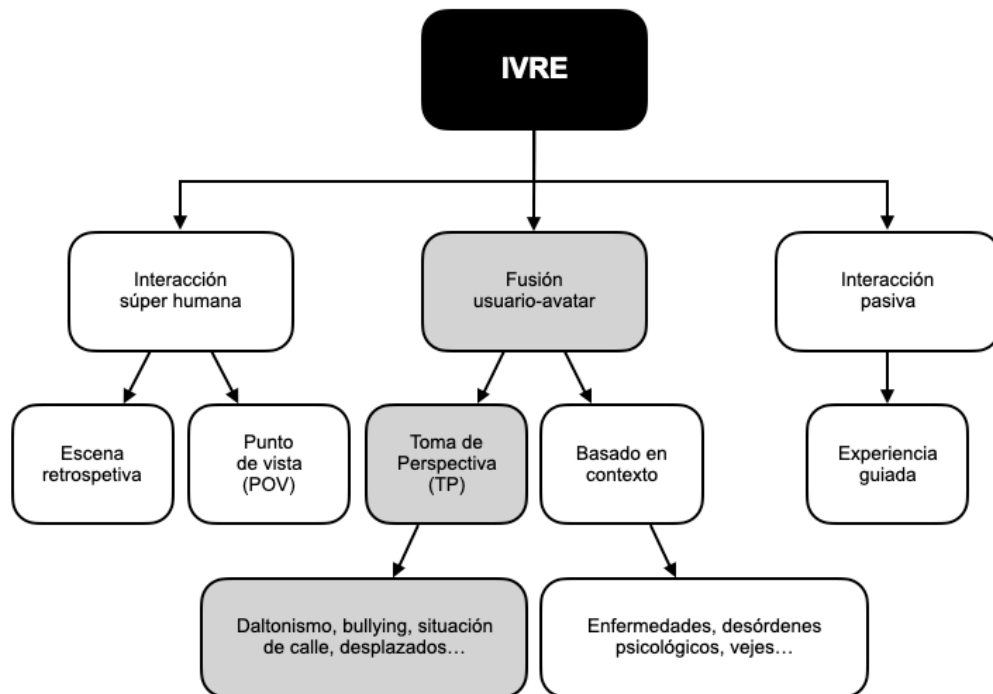 IVRE
Interacción
súper humana
Fusión
usuario-avatar
Interacción
pasiva
Escena
retrospetiva
Punto
de vista
(POV)
Toma de
Perspectiva
(TP)
Basado en
contexto
Experiencia
guiada
Daltonismo, bullying, situación
de calle, desplazados…
Enfermedades, desórdenes
psicológicos, vejes…